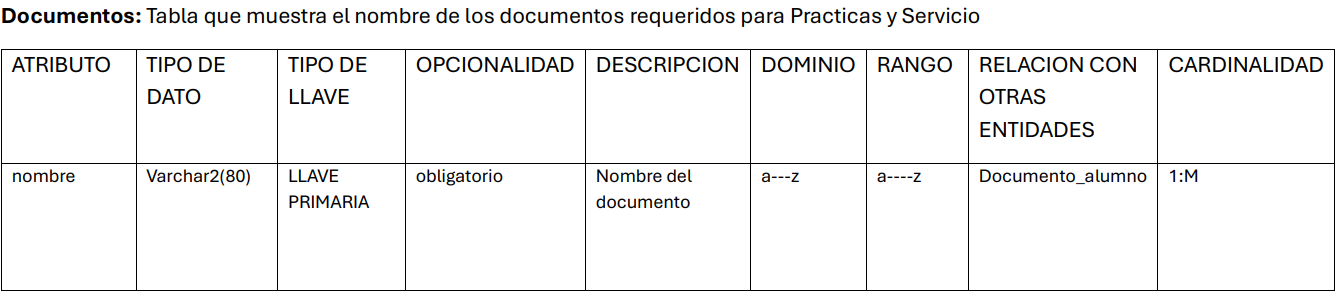 Documentos: Tabla que muestra el nombre de los documentos requeridos para Practicas y Servicio
ATRIBUTO
TIPO DE
DATO
TIPO DE
LLAVE
OPCIONALIDAD
DESCRIPCION
DOMINIO
RANGO
RELACION CON
OTRAS
ENTIDADES
CARDINALIDAD
nombre
Varchar2(80)
LLAVE
PRIMARIA
obligatorio
Nombre del
documento
a---z
a----z
Documento_alumno
1:M